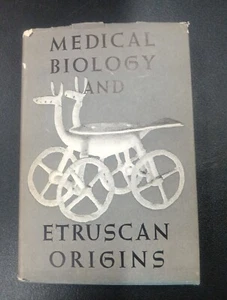 MEDICAL
BIOLOGY
AND
ETRUSCAN
ORIGINS